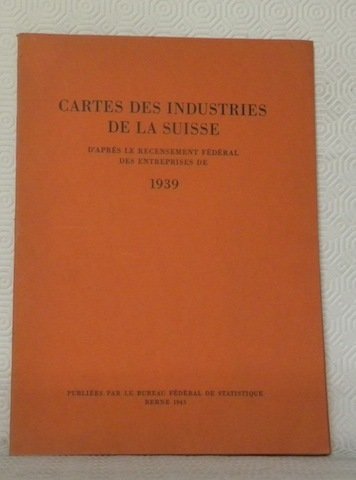 CARTES DES INDUSTRIES
DE LA SUISSE
D'APRÈS LE RECENSEMENT FÉDÉRAL
DES ENTREPRISES DE
1939
PUBLIÉES PAR LE BUREAU FÉDÉRAL DE STATISTIQUE
BERNE 1945